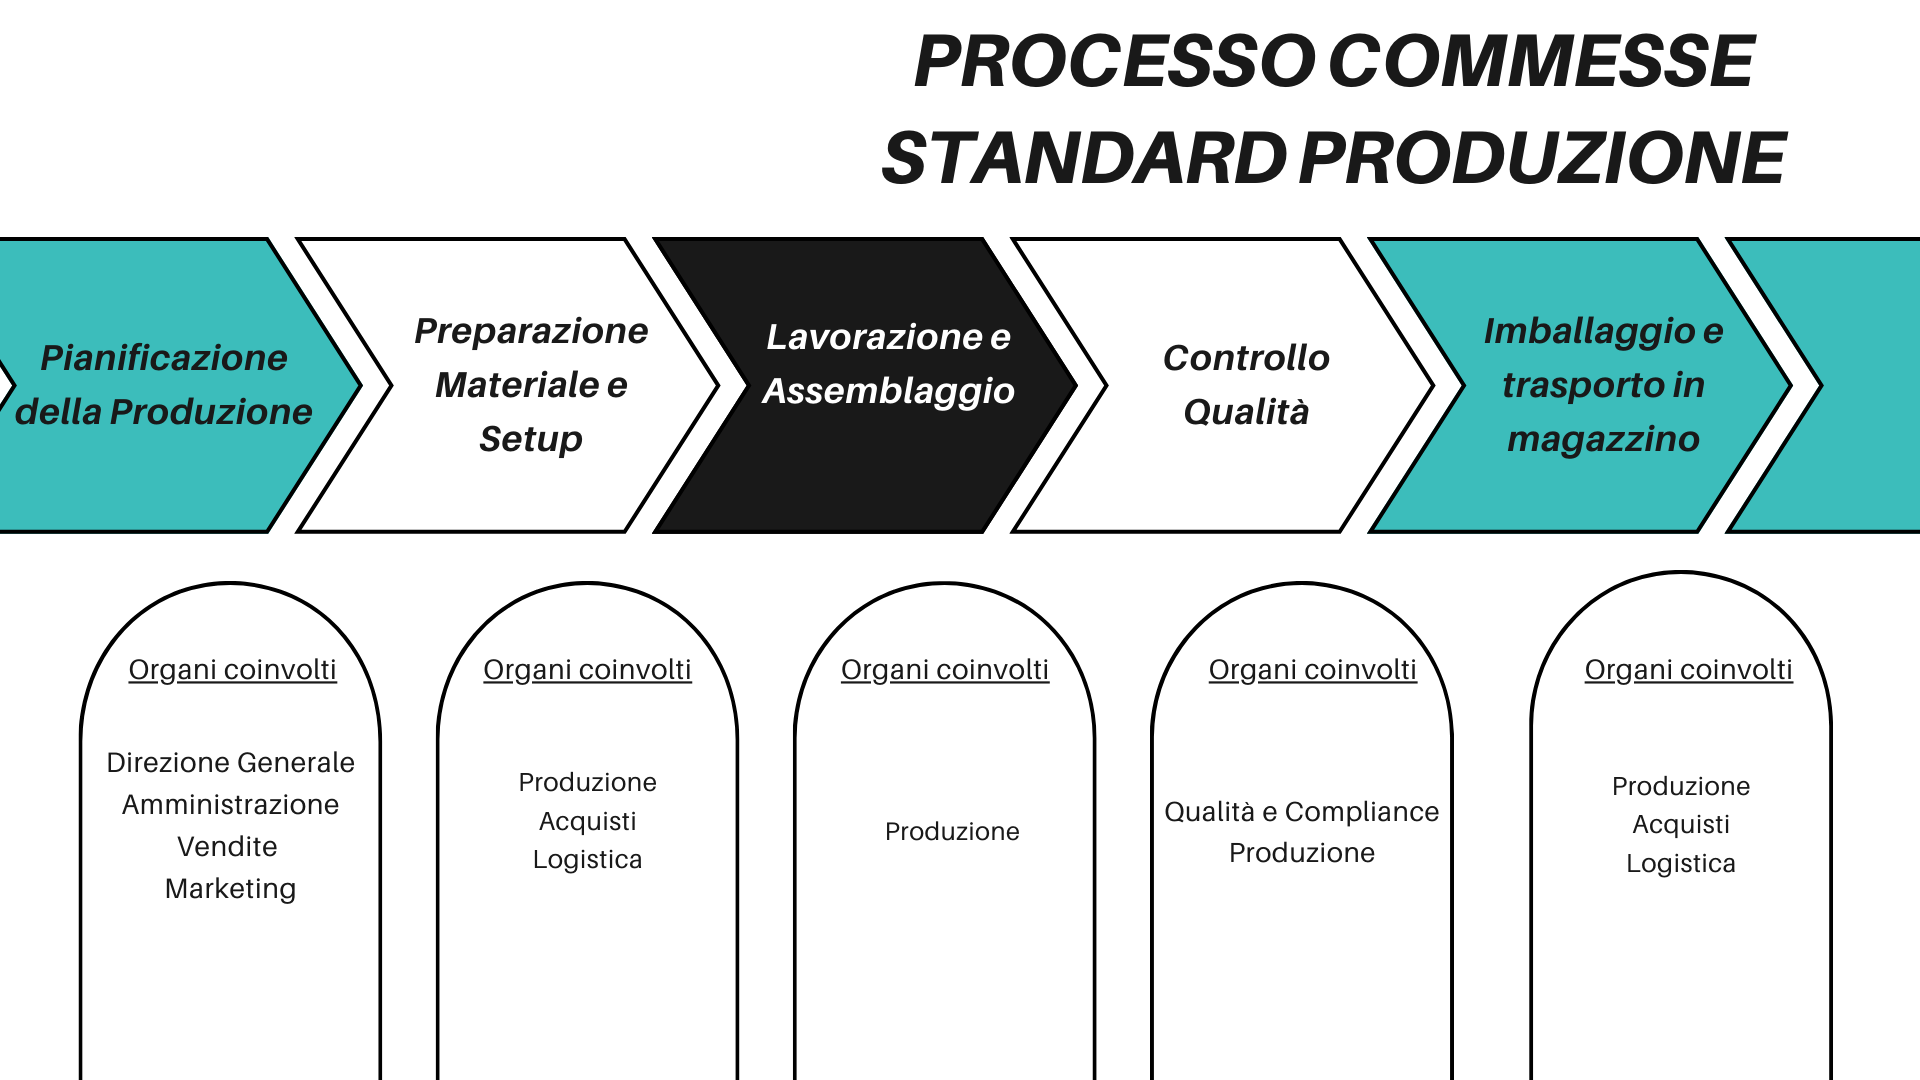 PROCESSO COMMESSE
STANDARD PRODUZIONE
Pianificazione
della Produzione
Preparazione
Materiale e
Setup
Lavorazione e
Assemblaggio
Controllo
Qualità
Imballaggio e
trasporto in
magazzino
Organi coinvolti
Direzione Generale
Amministrazione
Vendite
Marketing
Organi coinvolti
Produzione
Acquisti
Logistica
Organi coinvolti
Produzione
Organi coinvolti
Qualità e Compliance
Produzione
Organi coinvolti
Produzione
Acquisti
Logistica